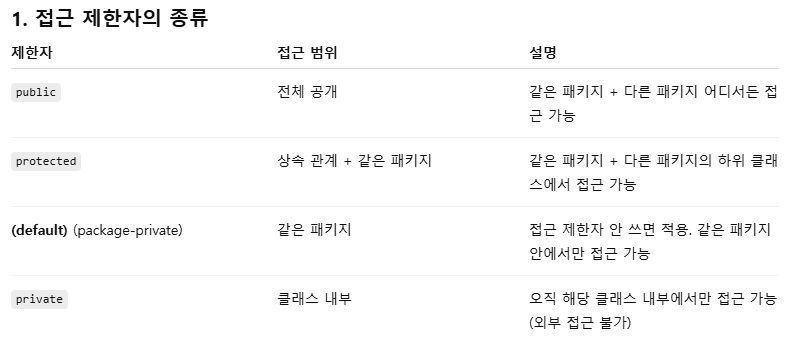 1. 접근 제한자의 종류
제한자 접근 범위 설명
public 전체 공개 같은 패키지 + 다른 패키지 어디서든 접
근 가능
protected 상속 관계 + 같은 패키지 같은 패키지 + 다른 패키지의 하위 클래
스에서 접근 가능
(default) (package-private) 같은 패키지 접근 제한자 안 쓰면 적용. 같은 패키지
안에서만 접근 가능
private 클래스 내부 오직 해당 클래스 내부에서만 접근 가능
(외부 접근 불가)